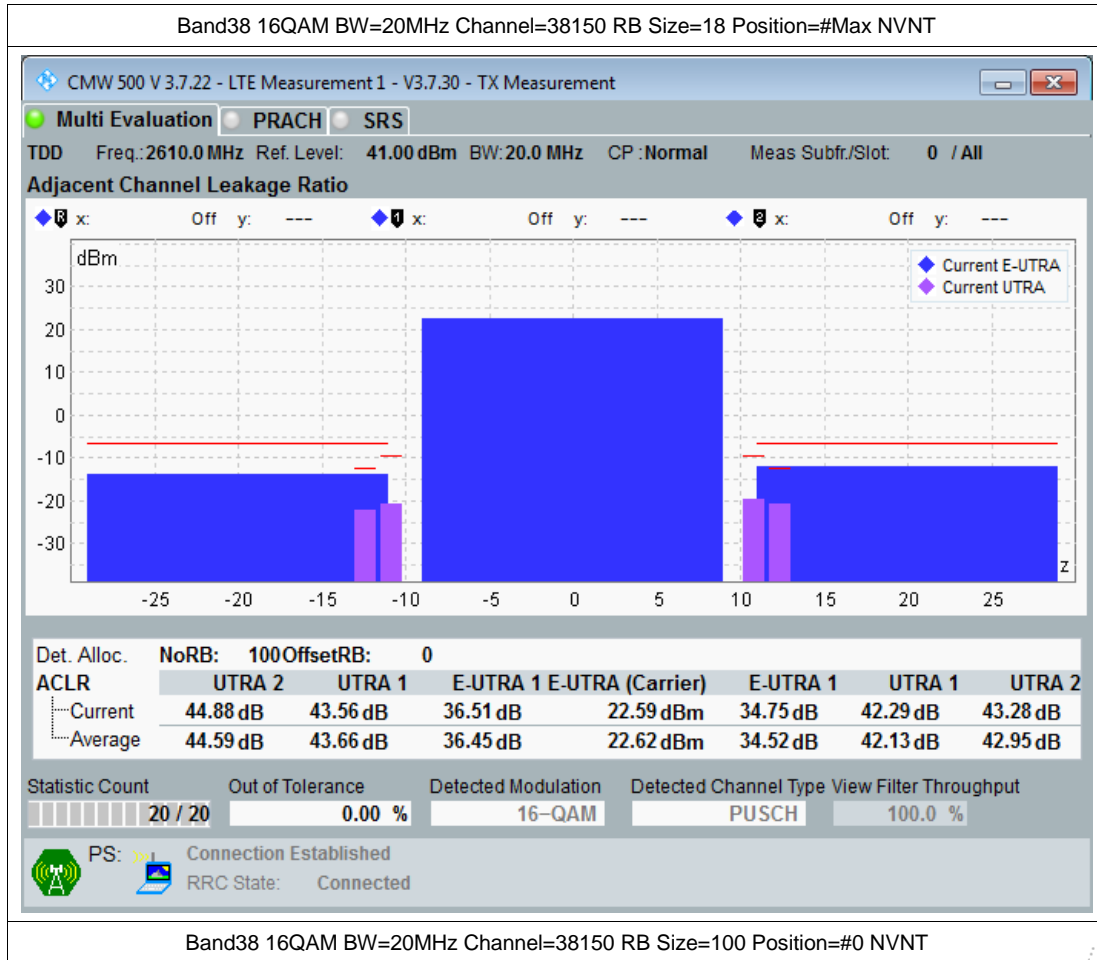 Band38 16QAM BW=20MHz Channel=38150 RB Size=18 Position=#Max NVNT
CMW 500 V 3.7.22 - LTE Measurement 1 - V3.7.30 - TX Measurement
Multi Evaluation PRACH SRS
TDD Freq.:2610.0 MHz Ref. Level: 41.00 dBm BW:20.0 MHz CP :Normal Meas Subfr./Slot: 0 / All
Adjacent Channel Leakage Ratio
R x: Off y: --- 1 x: Off y: --- 2 x: Off y: ---
dBm
Current E-UTRA
Current UTRA
30
20
10
0
-10
-20
-30
z
-25 -20 -15 -10 -5 0 5 10 15 20 25
Det. Alloc. NoRB: 100 OffsetRB: 0
ACLR UTRA 2 UTRA 1 E-UTRA 1 E-UTRA (Carrier) E-UTRA 1 UTRA 1 UTRA 2
Current 44.88 dB 43.56 dB 36.51 dB 22.59 dBm 34.75 dB 42.29 dB 43.28 dB
Average 44.59 dB 43.66 dB 36.45 dB 22.62 dBm 34.52 dB 42.13 dB 42.95 dB
Statistic Count Out of Tolerance Detected Modulation Detected Channel Type View Filter Throughput
20 / 20 0.00 % 16-QAM PUSCH 100.0 %
PS: Connection Established
RRC State: Connected
Band38 16QAM BW=20MHz Channel=38150 RB Size=100 Position=#0 NVNT